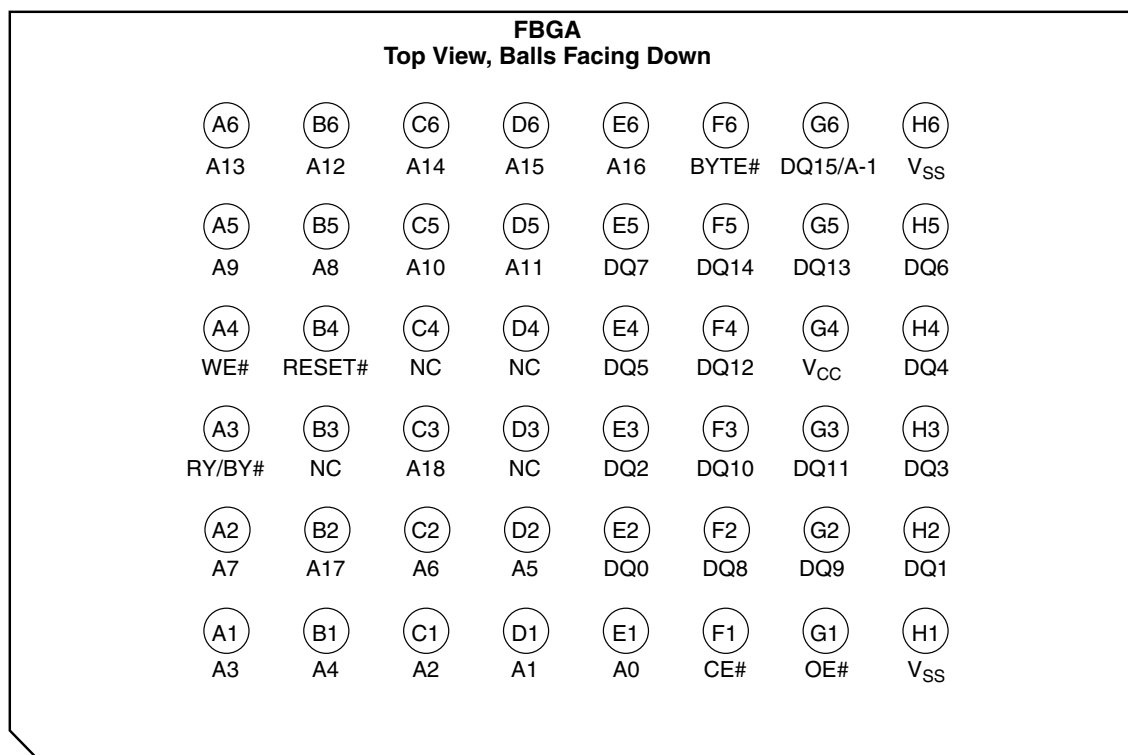 FBGA
Top View, Balls Facing Down
A6 B6 C6 D6 E6 F6 G6 H6
A13 A12 A14 A15 A16 BYTE# DQ15/A-1 VSS
A5 B5 C5 D5 E5 F5 G5 H5
A9 A8 A10 A11 DQ7 DQ14 DQ13 DQ6
A4 B4 C4 D4 E4 F4 G4 H4
WE# RESET# NC NC DQ5 DQ12 VCC DQ4
A3 B3 C3 D3 E3 F3 G3 H3
RY/BY# NC A18 NC DQ2 DQ10 DQ11 DQ3
A2 B2 C2 D2 E2 F2 G2 H2
A7 A17 A6 A5 DQ0 DQ8 DQ9 DQ1
A1 B1 C1 D1 E1 F1 G1 H1
A3 A4 A2 A1 A0 CE# OE# VSS